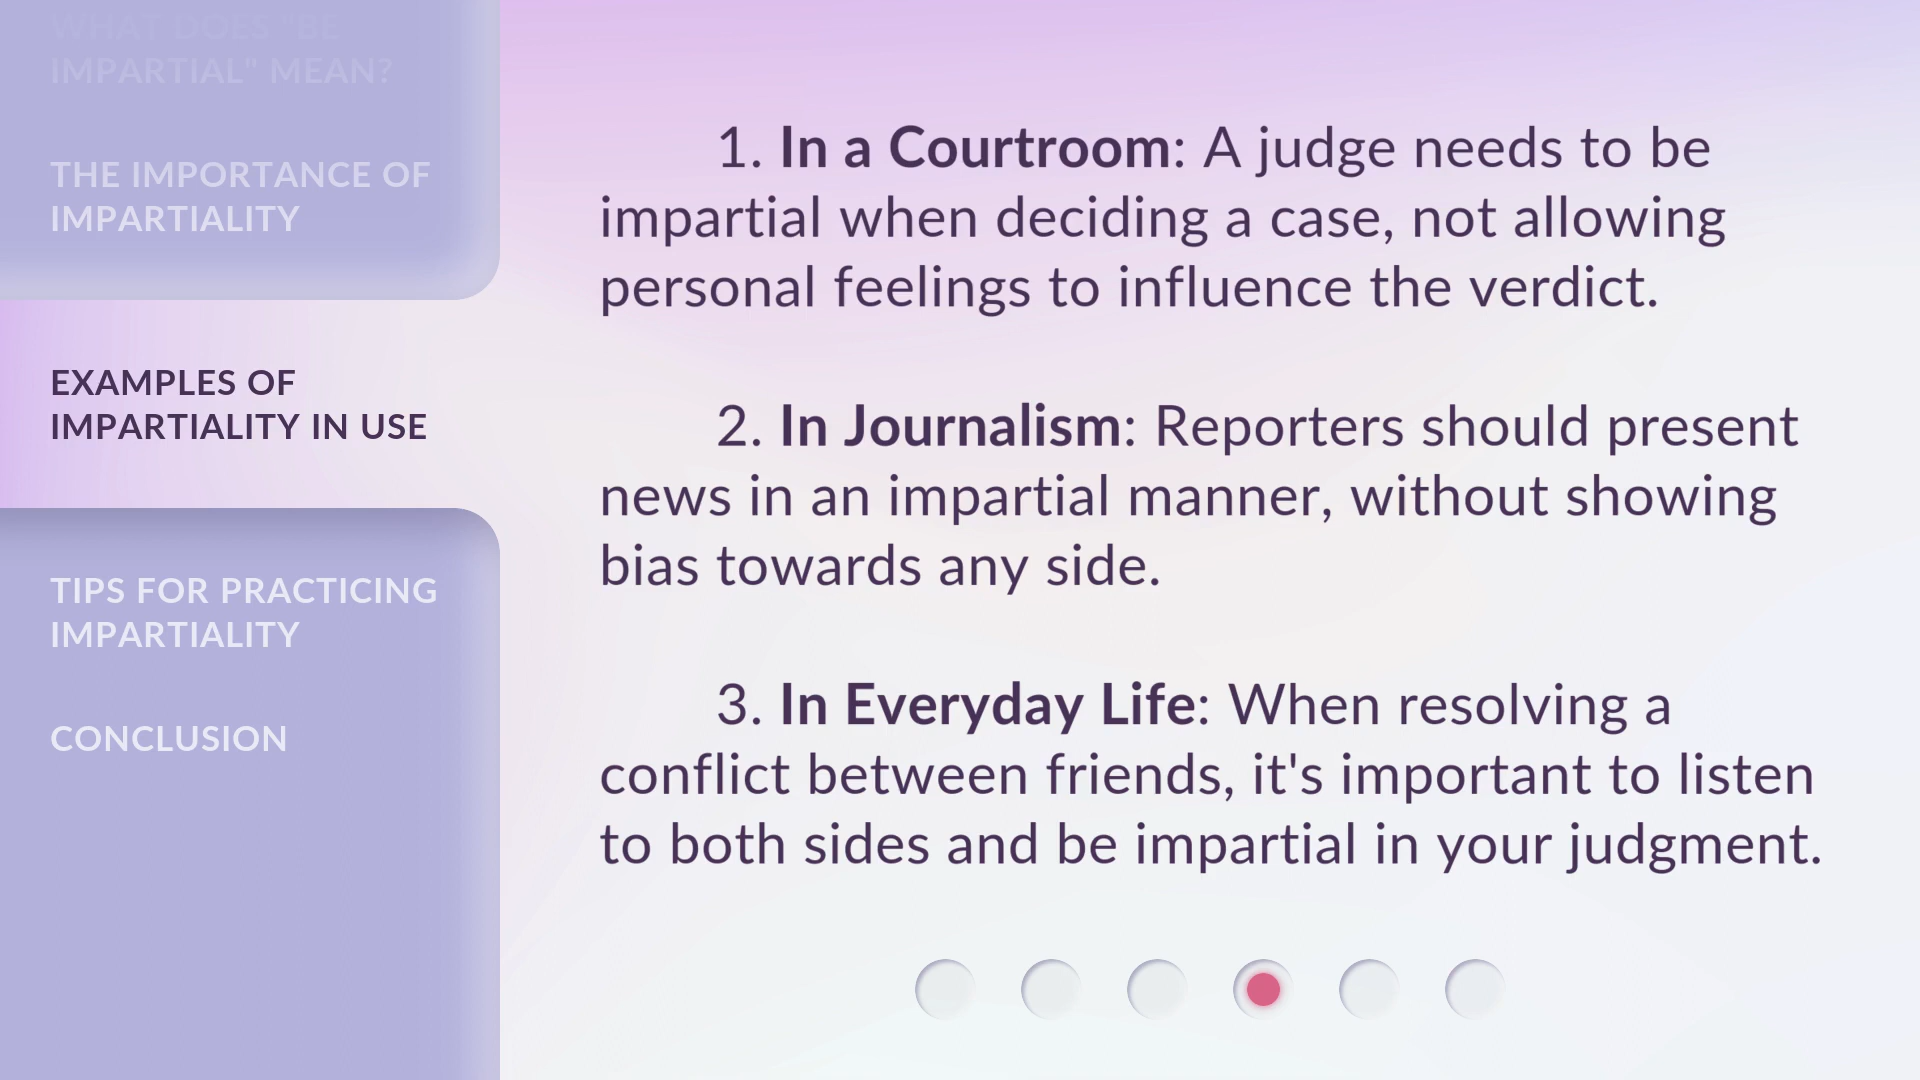 WHAT DOES "BE
IMPARTIAL" MEAN?
THE IMPORTANCE OF
IMPARTIALITY
EXAMPLES OF
IMPARTIALITY IN USE
TIPS FOR PRACTICING
IMPARTIALITY
CONCLUSION
1. In a Courtroom: A judge needs to be
impartial when deciding a case, not allowing
personal feelings to influence the verdict.
2. In Journalism: Reporters should present
news in an impartial manner, without showing
bias towards any side.
3. In Everyday Life: When resolving a
conflict between friends, it's important to listen
to both sides and be impartial in your judgment.